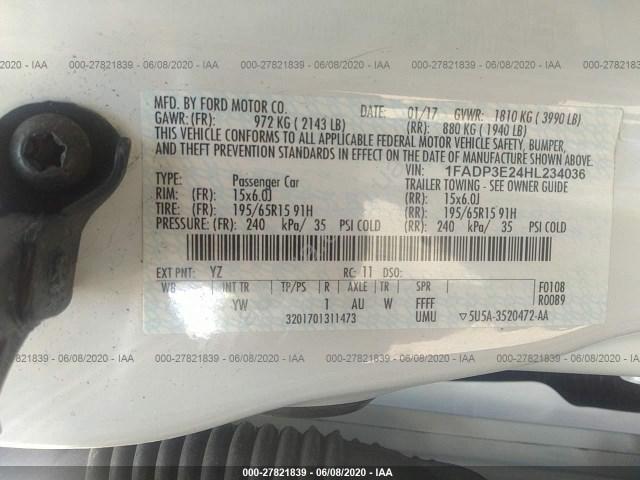 000-27821839 - 06/08/2020 - IAA
MFD. BY FORD MOTOR CO. DATE: 01/17 GVWR: 1810 KG ( 3990 LB)
GAWR: (FR): 972 KG ( 2143 LB) (RR): 880 KG ( 1940 LB)
THIS VEHICLE CONFORMS TO ALL APPLICABLE FEDERAL MOTOR VEHICLE SAFETY, BUMPER,
AND THEFT PREVENTION STANDARDS IN EFFECT ON THE DATE OF MANUFACTURE SHOWN ABOVE.
VIN: 1FADP3E24HL234036
TYPE: Passenger Car TRAILER TOWING - SEE OWNER GUIDE
RIM: (FR): 15x6.0J (RR): 15x6.0J
TIRE: (FR): 195/65R15 91H (RR): 195/65R15 91H
PRESSURE: (FR): 240 kPa/ 35 PSI COLD (RR): 240 kPa/ 35 PSI COLD
EXT PNT: YZ RC: 11 DSO:
WB INT TR TP/PS R AXLE TR SPR F0108
YW 1 AU W FFFF R0089
3201701311473 UMU ▽5U5A-3520472-AA
000-27821839 - 06/08/2020 - IAA
000-27821839 - 06/08/2020 - IAA